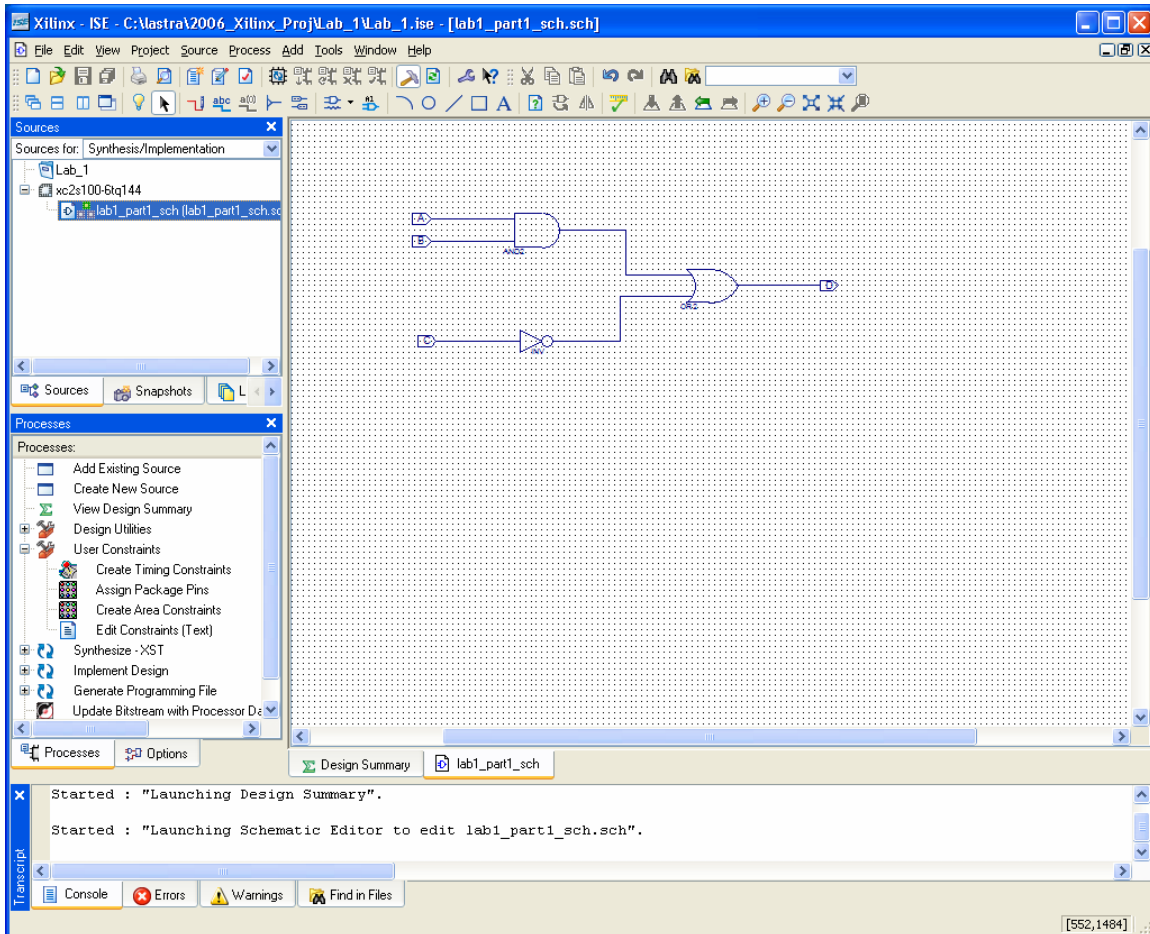 Xilinx - ISE - C:\lastra\2006_Xilinx_Proj\Lab_1\Lab_1.ise - [lab1_part1_sch.sch]
File Edit View Project Source Process Add Tools Window Help
abc
A
Sources
Sources for: Synthesis/Implementation
Lab_1
xc2s100-6tq144
lab1_part1_sch (lab1_part1_sch.sc
Sources Snapshots L
A
B
AND2
OR2
D
C
INV
Processes
Processes:
Add Existing Source
Create New Source
View Design Summary
Design Utilities
User Constraints
Create Timing Constraints
Assign Package Pins
Create Area Constraints
Edit Constraints (Text)
Synthesize - XST
Implement Design
Generate Programming File
Update Bitstream with Processor Da
Processes Options
Design Summary lab1_part1_sch
Started : "Launching Design Summary".
Started : "Launching Schematic Editor to edit lab1_part1_sch.sch".
Transcript
Console Errors Warnings Find in Files
[552,1484]